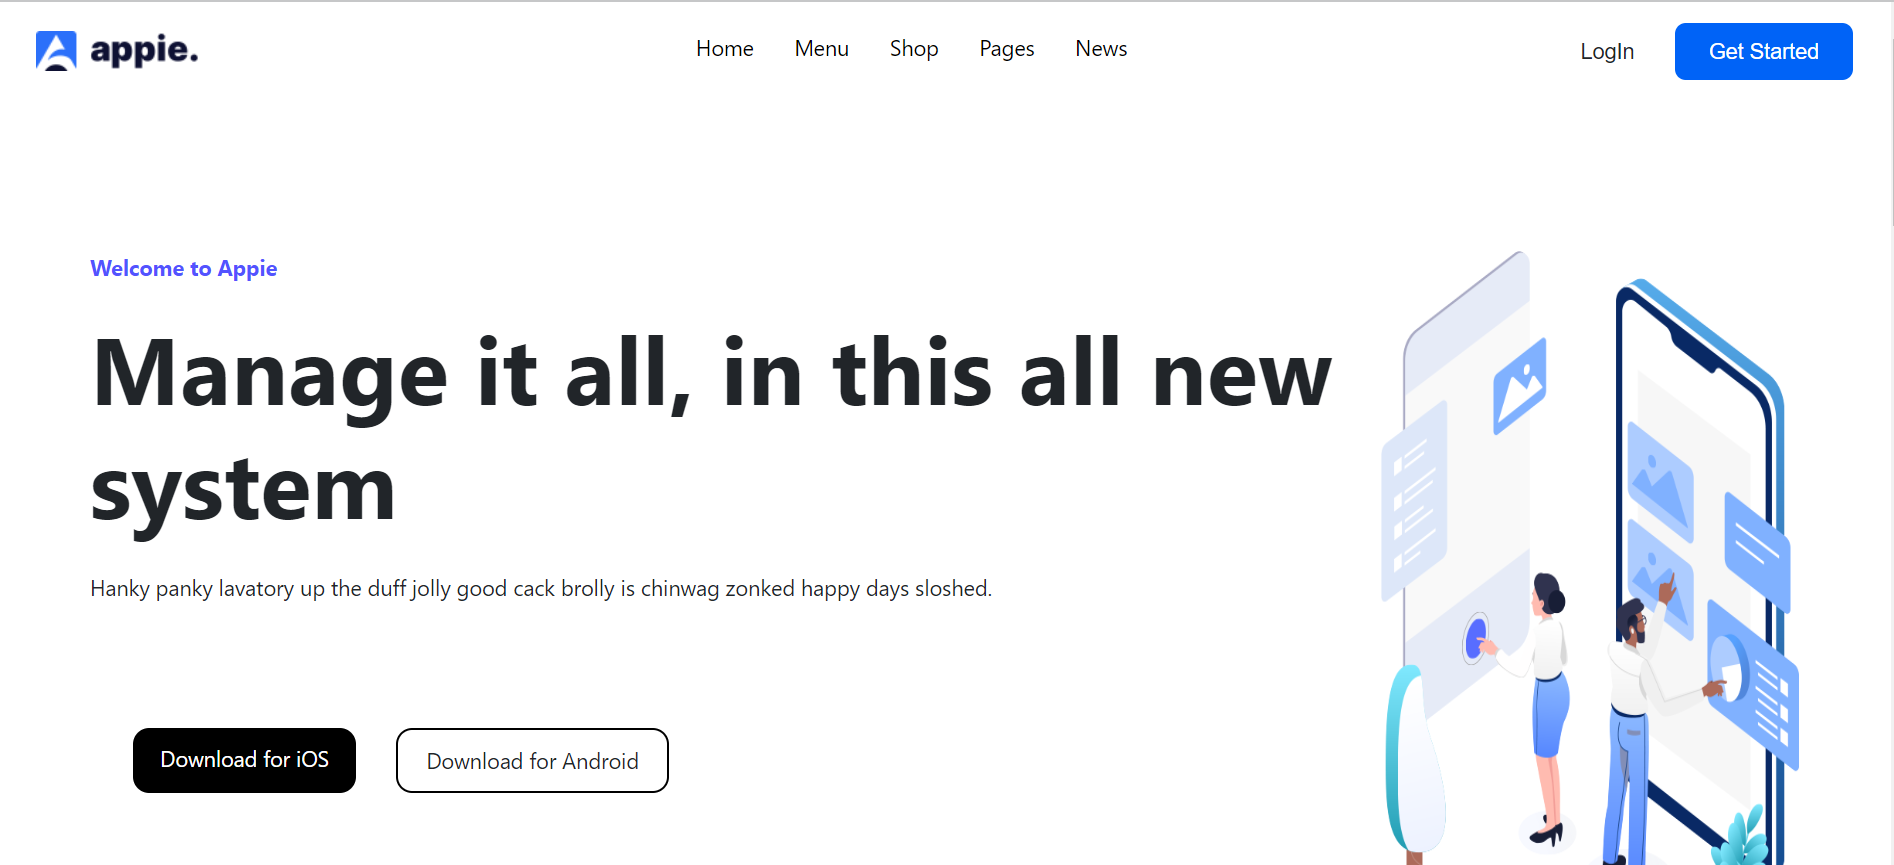 appie.
Home Menu Shop Pages News
LogIn
Get Started
Welcome to Appie
Manage it all, in this all new
system
Hanky panky lavatory up the duff jolly good cack brolly is chinwag zonked happy days sloshed.
Download for iOS
Download for Android